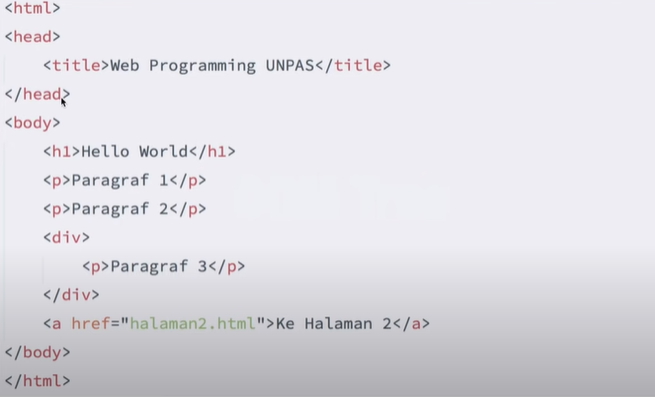 <html>
<head>
<title>Web Programming UNPAS</title>
</head>
<body>
<h1>Hello World</h1>
<p>Paragraf 1</p>
<p>Paragraf 2</p>
<div>
<p>Paragraf 3</p>
</div>
<a href="halaman2.html">Ke Halaman 2</a>
</body>
</html>